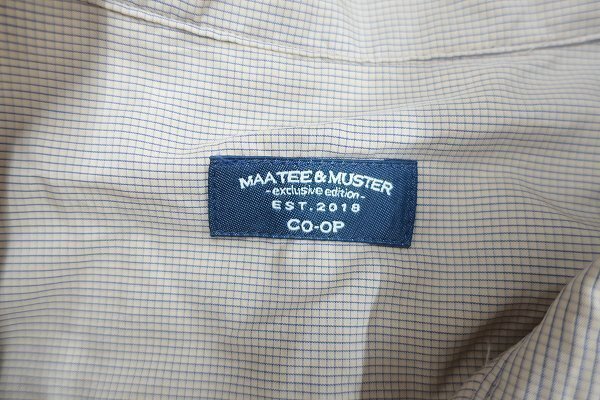 MAATEE & MUSTER
-exclusive edition-
EST. 2018
CO-OP